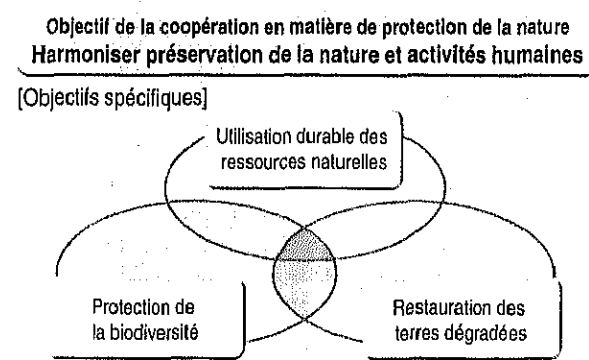 Objectif de la coopération en matière de protection de la nature
Harmoniser préservation de la nature et activités humaines
[Objectifs spécifiques]
Utilisation durable des
ressources naturelles
Protection de
la biodiversité
Restauration des
terres dégradées